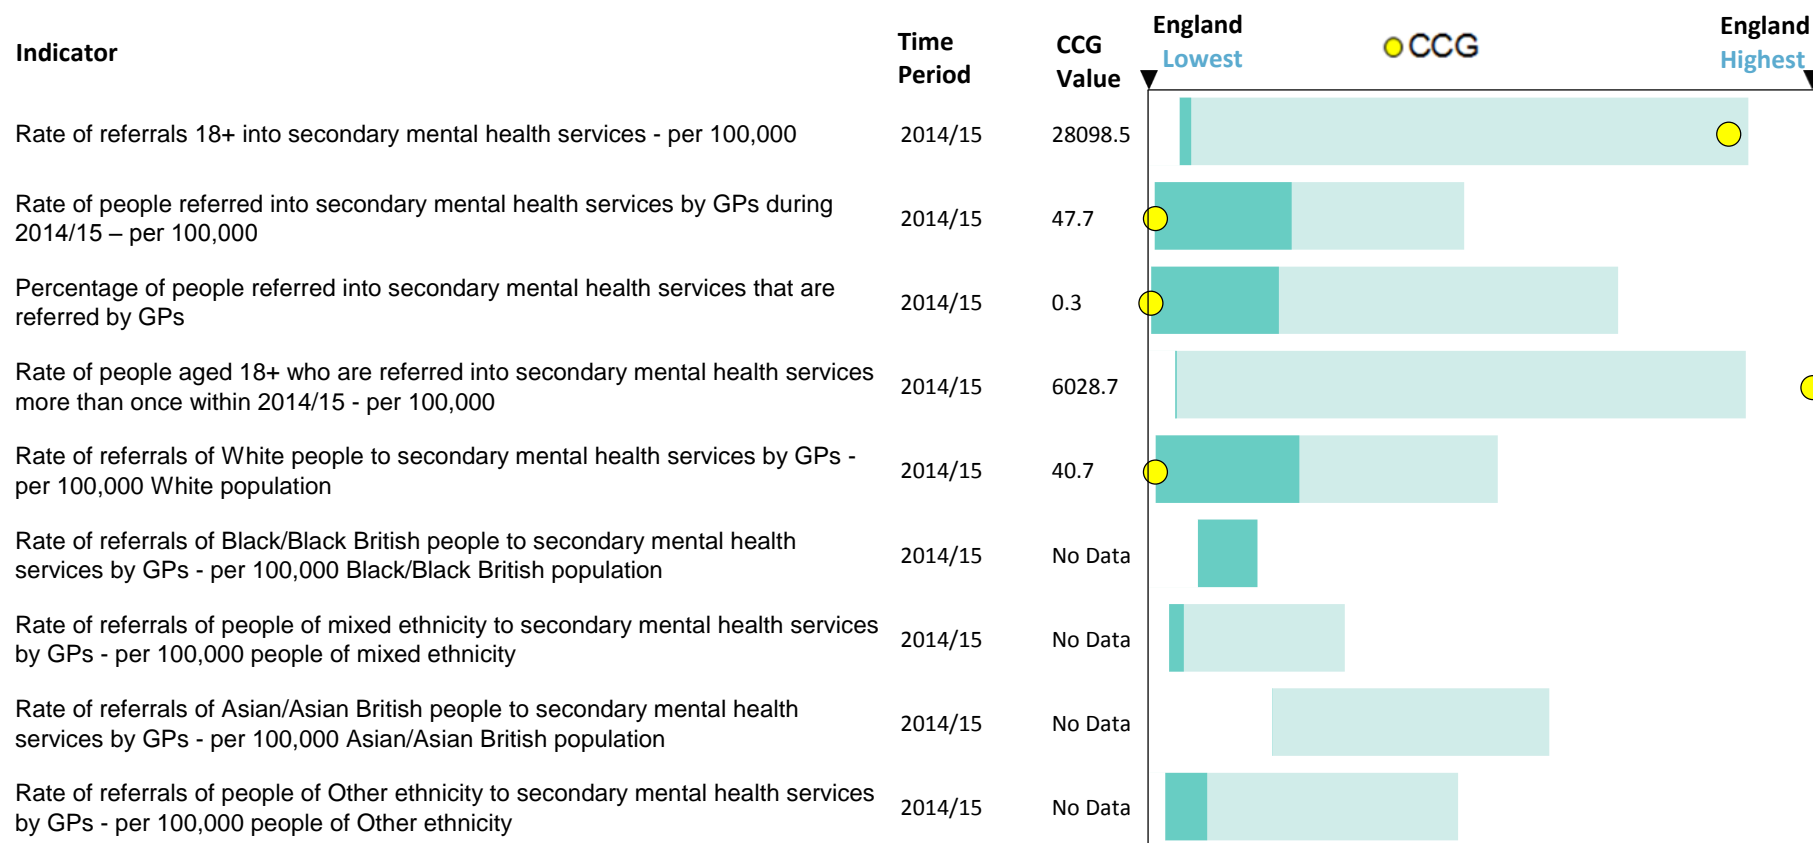 Indicator
Time Period
CCG Value
England Lowest
CCG
England Highest
Rate of referrals 18+ into secondary mental health services - per 100,000
2014/15
28098.5
Rate of people referred into secondary mental health services by GPs during
2014/15 – per 100,000
2014/15
47.7
Percentage of people referred into secondary mental health services that are
referred by GPs
2014/15
0.3
Rate of people aged 18+ who are referred into secondary mental health services
more than once within 2014/15 - per 100,000
2014/15
6028.7
Rate of referrals of White people to secondary mental health services by GPs -
per 100,000 White population
2014/15
40.7
Rate of referrals of Black/Black British people to secondary mental health
services by GPs - per 100,000 Black/Black British population
2014/15
No Data
Rate of referrals of people of mixed ethnicity to secondary mental health services
by GPs - per 100,000 people of mixed ethnicity
2014/15
No Data
Rate of referrals of Asian/Asian British people to secondary mental health
services by GPs - per 100,000 Asian/Asian British population
2014/15
No Data
Rate of referrals of people of Other ethnicity to secondary mental health services
by GPs - per 100,000 people of Other ethnicity
2014/15
No Data